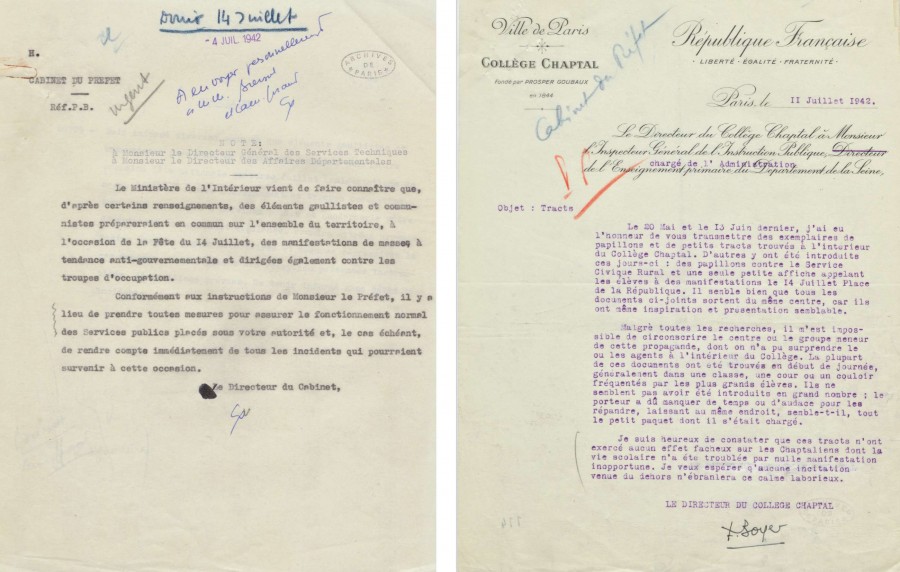 Dossier 14 Juillet
- 4 JUIL 1942
H.
CABINET DU PREFET
Réf.P.B.
urgent
A envoyer personnellement
ARCHIVES
DE
PARIS
NOTE:
à Monsieur le Directeur Général des Services Techniques
à Monsieur le Directeur des Affaires Départementales
Le Ministère de l'Intérieur vient de faire connaître que,
d'après certains renseignements, des éléments gaullistes et commu-
nistes prépareraient en commun sur l'ensemble du territoire, à
l'occasion de la Fête du 14 Juillet, des manifestations de masses à
tendance anti-gouvernementale et dirigées également contre les
troupes d'occupation.
Conformément aux instructions de Monsieur le Préfet, il y a
lieu de prendre toutes mesures pour assurer le fonctionnement normal
des Services publics placés sous votre autorité et, le cas échéant,
de rendre compte immédiatement de tous les incidents qui pourraient
survenir à cette occasion.
Le Directeur du Cabinet,
Ville de Paris
COLLÈGE CHAPTAL
Fondé par PROSPER GOUBAUX
en 1844
Cabinet du Préfet
République Française
LIBERTÉ - ÉGALITÉ - FRATERNITÉ
Paris, le 11 Juillet 1942.
Le Directeur du Collège Chaptal à Monsieur
l'Inspecteur Général de l'Instruction Publique, Directeur
chargé de l' Administration
de l'Enseignement primaire du Département de la Seine,
Objet : Tracts
Le 20 Mai et le 13 Juin dernier, j'ai eu
l'honneur de vous transmettre des exemplaires de
papillons et de petits tracts trouvés à l'intérieur
du Collège Chaptal. D'autres y ont été introduits
ces jours-ci : des papillons contre le Service
Civique Rural et une seule petite affiche appelant
les élèves à des manifestations le 14 Juillet Place
de la République. Il semble bien que tous les
documents ci-joints sortent du même centre, car ils
ont même inspiration et presentation semblable.
Malgré toutes les recherches, il m'est impos-
sible de circonscrire le centre ou le groupe meneur
de cette propagande, dont on n'a pu surprendre le
ou les agents à l'intérieur du Collège. La plupart
de ces documents ont été trouvés en début de journée,
généralement dans une classe, une cour ou un couloir
fréquentés par les plus grands élèves. Ils ne
semblent pas avoir été introduits en grand nombre : le
porteur a dû manquer de temps ou d'audace pour les
répandre, laissant au même endroit, semble-t-il, tout
le petit paquet dont il s'était chargé.
Je suis heureux de constater que ces tracts n'ont
exercé aucun effet facheux sur les Chaptaliens dont la
vie scolaire n'a été troublée par nulle manifestation
inopportune. Je veux espérer q'aucune incitation
venue du dehors n'ébraniera ce calme laborieux.
LE DIRECTEUR DU COLLEGE CHAPTAL